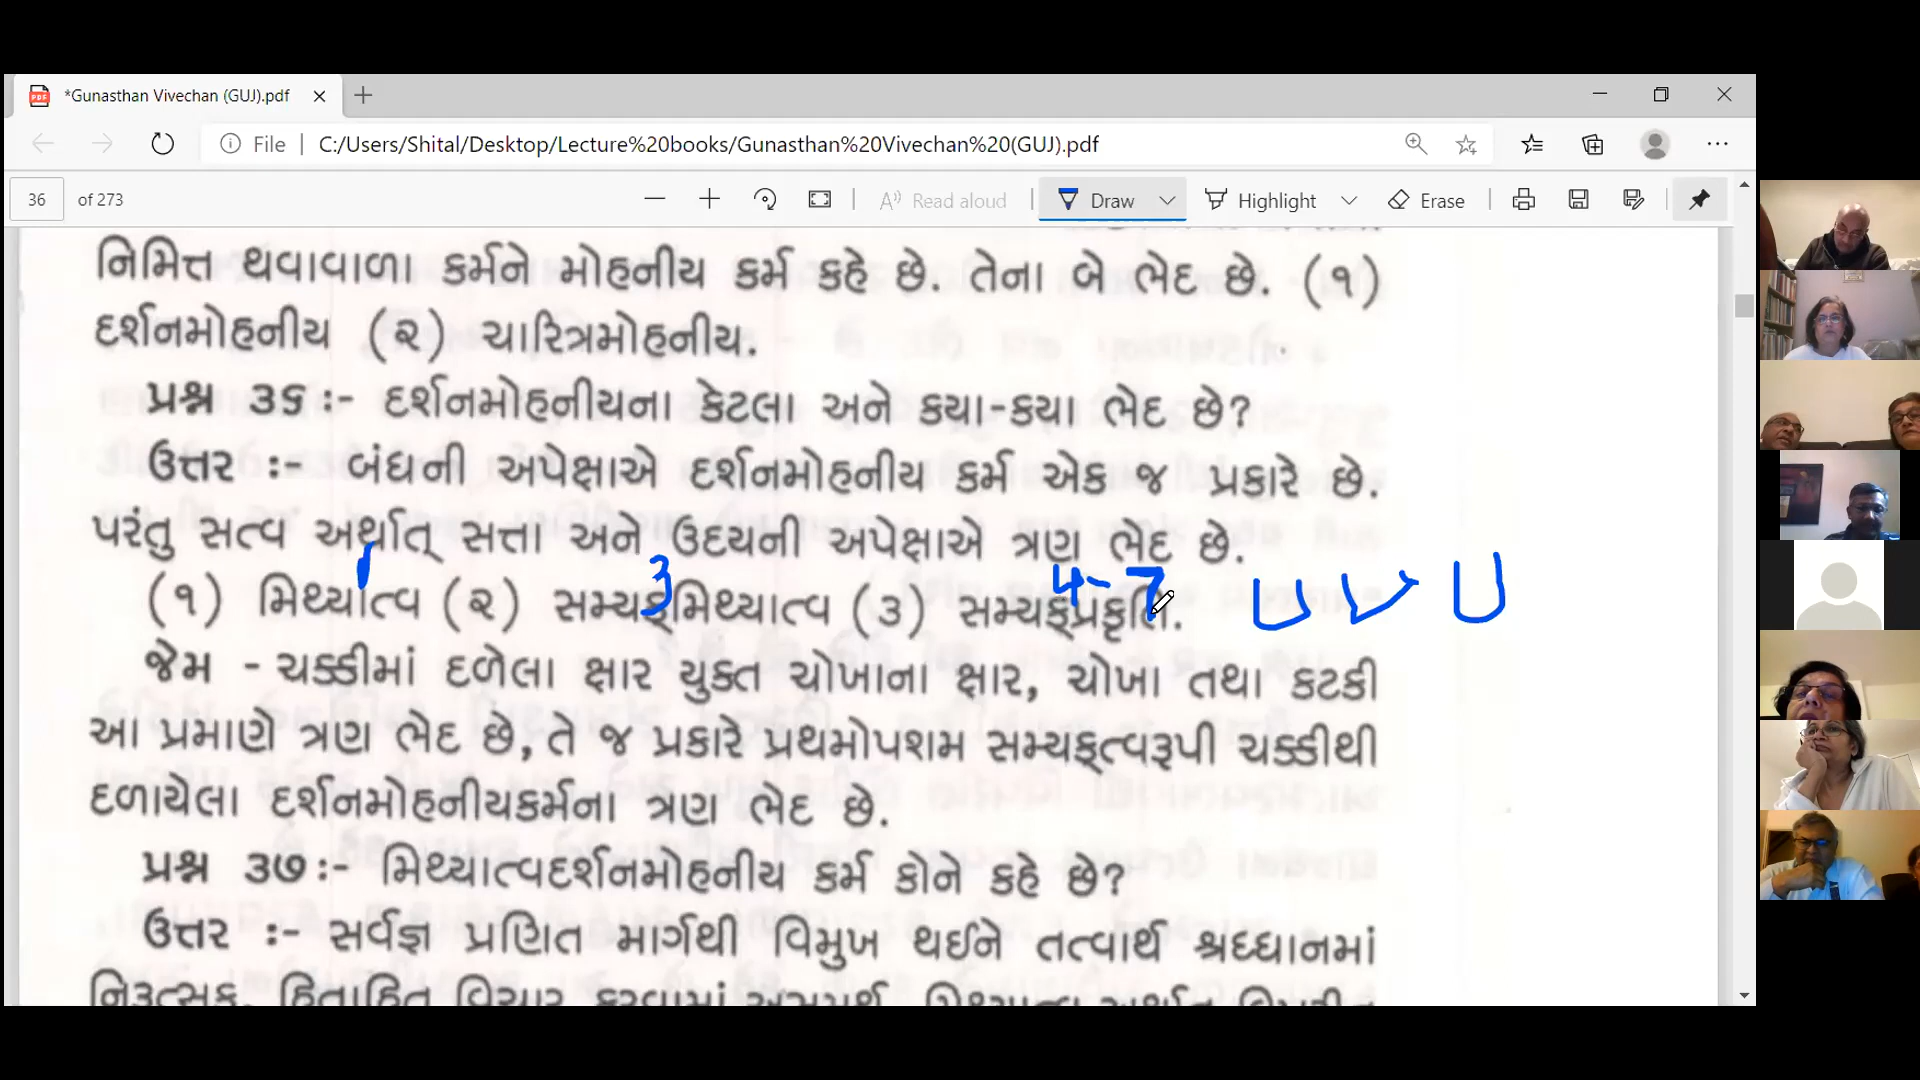 *Gunasthan Vivechan (GUJ).pdf
File | C:/Users/Shital/Desktop/Lecture%20books/Gunasthan%20Vivechan%20(GUJ).pdf
36 of 273 Read aloud Draw Highlight Erase
નિમિત્ત થવાવાળા કર્મને મોહનીય કર્મ કહે છે. તેના બે ભેદ છે. (૧)
દર્શનમોહનીય (૨) ચારિત્રમોહનીય.
પ્રશ્ન ૩૬ :- દર્શનમોહનીયના કેટલા અને કયા-કયા ભેદ છે?
ઉત્તર :- બંધની અપેક્ષાએ દર્શનમોહનીય કર્મ એક જ પ્રકારે છે.
પરંતુ સત્વ અર્થાત્ સત્તા અને ઉદયની અપેક્ષાએ ત્રણ ભેદ છે.
1 3 4-7
(૧) મિથ્યાત્વ (૨) સમ્યક્મિથ્યાત્વ (૩) સમ્યક્પ્રકૃતિ.
જેમ - ચક્કીમાં દળેલા ક્ષાર યુક્ત ચોખાના ક્ષાર, ચોખા તથા કટકી
આ પ્રમાણે ત્રણ ભેદ છે, તે જ પ્રકારે પ્રથમોપશમ સમ્યક્ત્વરૂપી ચક્કીથી
દળાયેલા દર્શનમોહનીયકર્મના ત્રણ ભેદ છે.
પ્રશ્ન ૩૭ :- મિથ્યાત્વદર્શનમોહનીય કર્મ કોને કહે છે?
ઉત્તર :- સર્વજ્ઞ પ્રણિત માર્ગથી વિમુખ થઈને તત્વાર્થ શ્રદ્ધાનમાં
નિરૂત્સુક, હિતાહિત વિચાર કરવામાં અસમર્થ